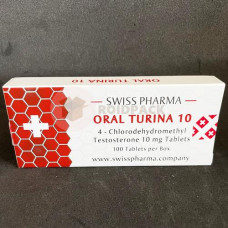 SWISS PHARMA
ROIDPACK
ORAL TURINA 10
4 - Chlorodehydromethyl
Testosterone 10 mg Tablets
100 Tablets per Box
www.swisspharma.company